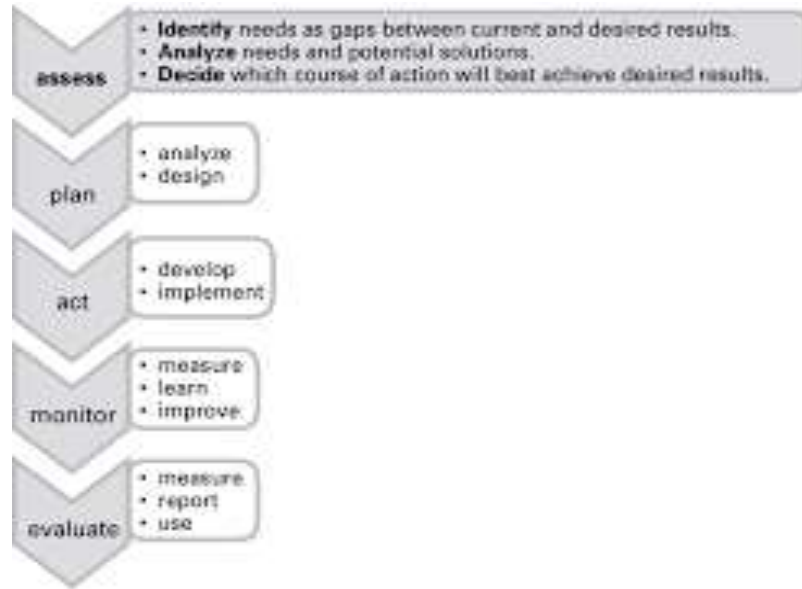 assess
• Identify needs as gaps between current and desired results.
• Analyze needs and potential solutions.
• Decide which course of action will best achieve desired results.
plan
• analyze
• design
act
• develop
• implement
monitor
• measure
• learn
• improve
evaluate
• measure
• report
• use